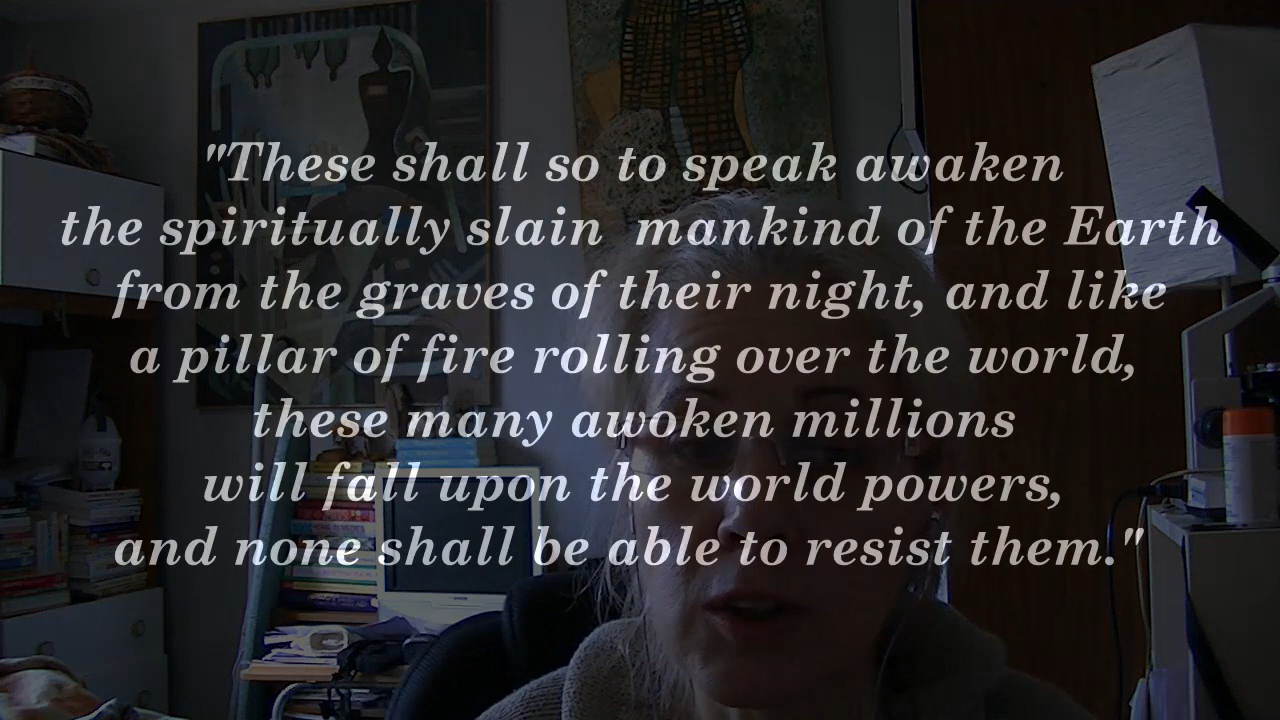 "These shall so to speak awaken
the spiritually slain  mankind of the Earth
from the graves of their night, and like
a pillar of fire rolling over the world,
these many awoken millions
will fall upon the world powers,
and none shall be able to resist them."